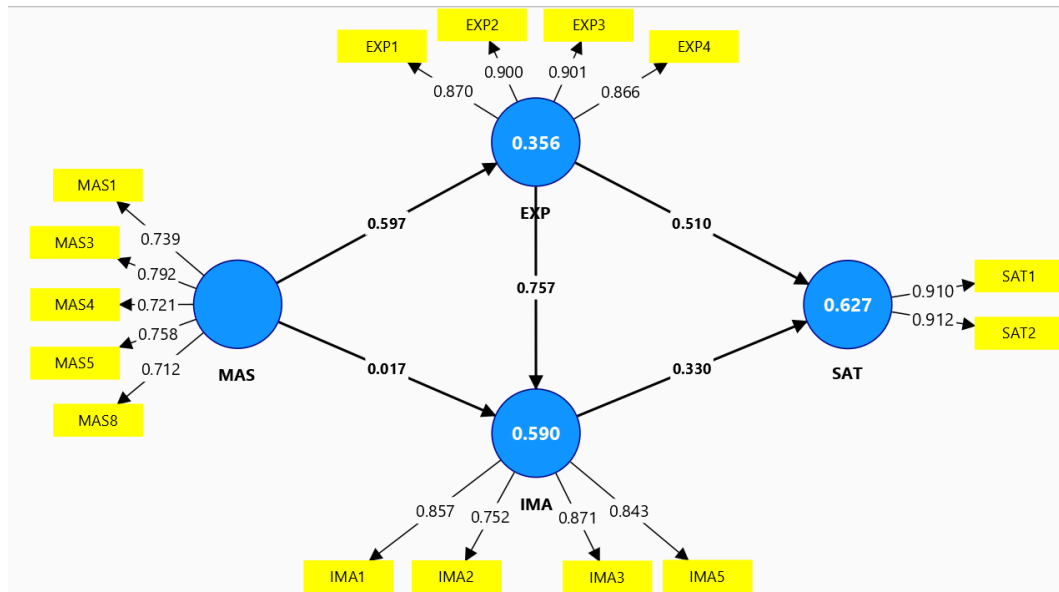 EXP1
EXP2
EXP3
EXP4
0.870
0.900
0.901
0.866
0.356
EXP
MAS1
MAS3
MAS4
MAS5
MAS8
0.739
0.792
0.721
0.758
0.712
MAS
0.597
0.017
0.757
0.510
0.330
0.627
SAT
0.910
0.912
SAT1
SAT2
0.590
IMA
0.857
0.752
0.871
0.843
IMA1
IMA2
IMA3
IMA5